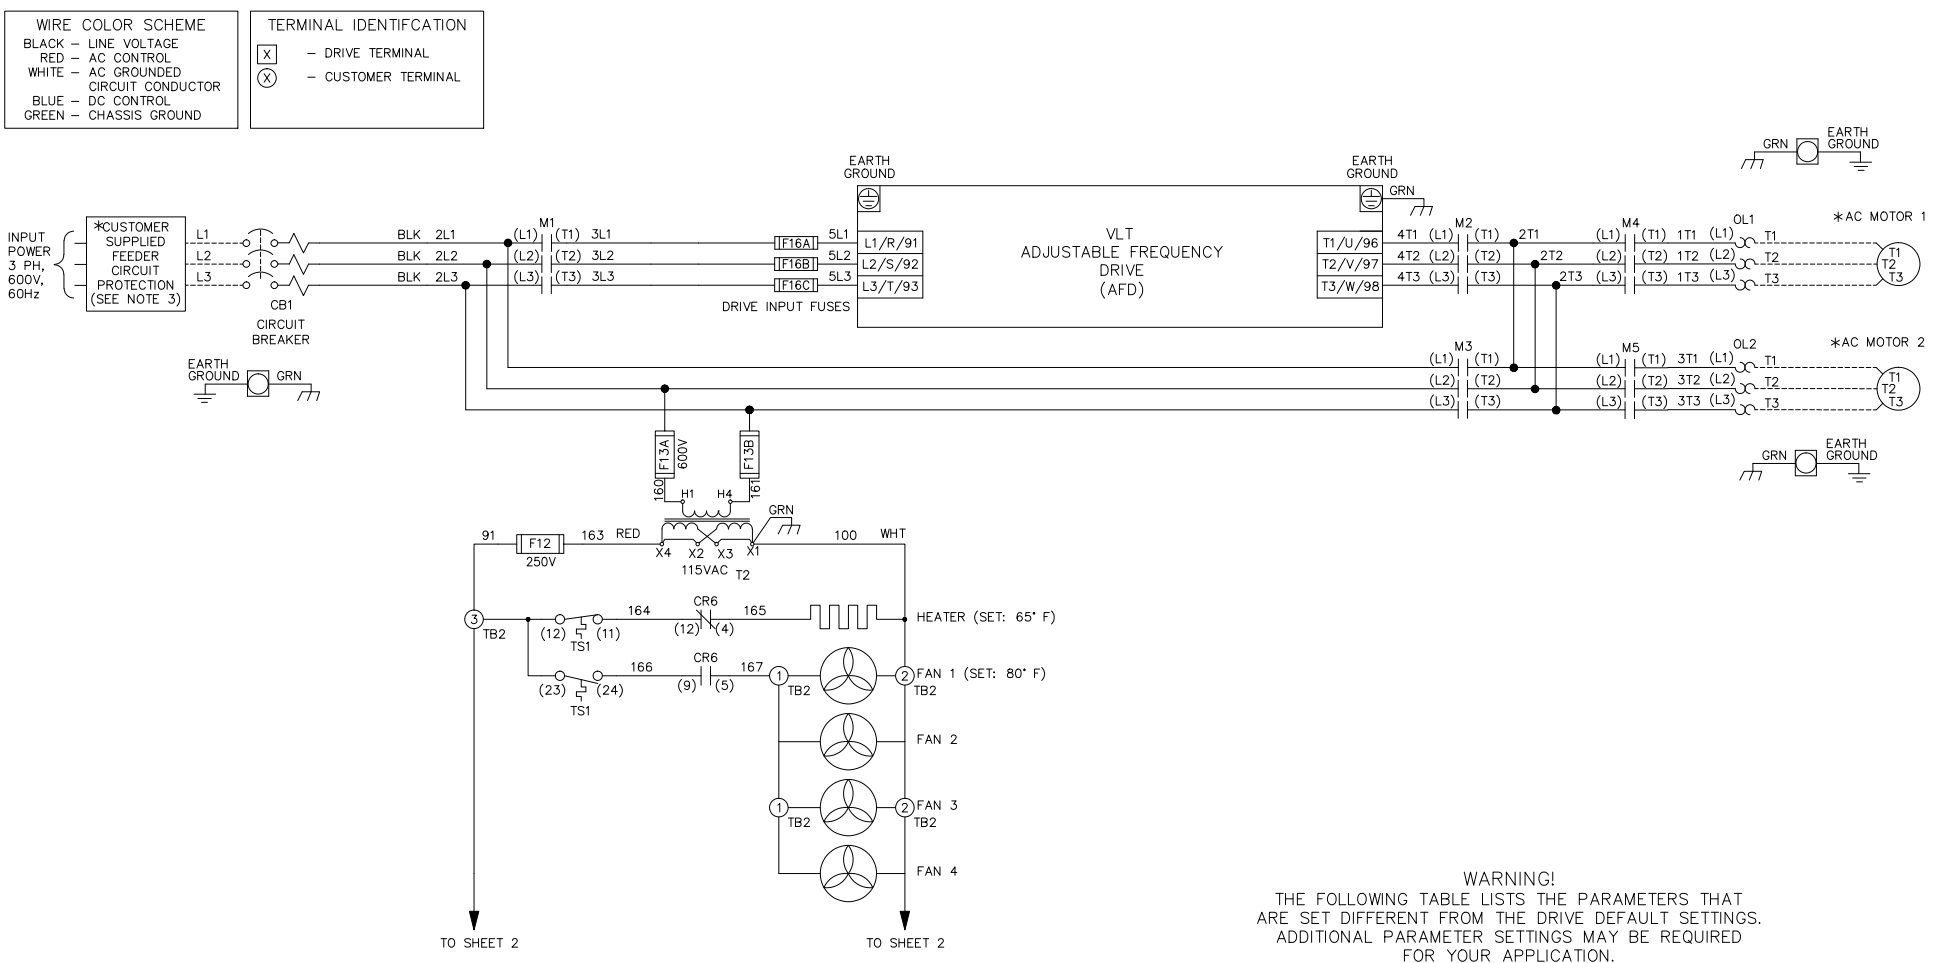 WIRE COLOR SCHEME
BLACK – LINE VOLTAGE
RED – AC CONTROL
WHITE – AC GROUNDED
CIRCUIT CONDUCTOR
BLUE – DC CONTROL
GREEN – CHASSIS GROUND
TERMINAL IDENTIFCATION
X – DRIVE TERMINAL
X – CUSTOMER TERMINAL
INPUT
POWER
3 PH,
600V,
60Hz
*CUSTOMER
SUPPLIED
FEEDER
CIRCUIT
PROTECTION
(SEE NOTE 3)
L1
L2
L3
CB1
CIRCUIT
BREAKER
EARTH
GROUND
GRN
BLK 2L1
BLK 2L2
BLK 2L3
M1
(L1) (T1) 3L1
(L2) (T2) 3L2
(L3) (T3) 3L3
F16A 5L1
F16B 5L2
F16C 5L3
DRIVE INPUT FUSES
EARTH
GROUND
L1/R/91
L2/S/92
L3/T/93
VLT
ADJUSTABLE FREQUENCY
DRIVE
(AFD)
EARTH
GROUND
GRN
T1/U/96
T2/V/97
T3/W/98
M2
4T1 (L1) (T1) 2T1
4T2 (L2) (T2) 2T2
4T3 (L3) (T3) 2T3
M4
(L1) (T1) 1T1 (L1)
(L2) (T2) 1T2 (L2)
(L3) (T3) 1T3 (L3)
OL1
T1
T2
T3
GRN
EARTH
GROUND
*AC MOTOR 1
T1
T2
T3
M3
(L1) (T1)
(L2) (T2)
(L3) (T3)
M5
(L1) (T1) 3T1 (L1)
(L2) (T2) 3T2 (L2)
(L3) (T3) 3T3 (L3)
OL2
T1
T2
T3
*AC MOTOR 2
T1
T2
T3
GRN
EARTH
GROUND
F13A
600V
F13B
160
161
H1 H4
GRN
91
F12
250V
163 RED
X4 X2 X3 X1
115VAC T2
100 WHT
3
TB2
(12) (11)
TS1
164
CR6
(12) (4)
165
HEATER (SET: 65° F)
(23) (24)
TS1
166
CR6
(9) (5)
167
1
TB2
2
TB2
FAN 1 (SET: 80° F)
FAN 2
1
TB2
2
TB2
FAN 3
FAN 4
TO SHEET 2
TO SHEET 2
WARNING!
THE FOLLOWING TABLE LISTS THE PARAMETERS THAT
ARE SET DIFFERENT FROM THE DRIVE DEFAULT SETTINGS.
ADDITIONAL PARAMETER SETTINGS MAY BE REQUIRED
FOR YOUR APPLICATION.